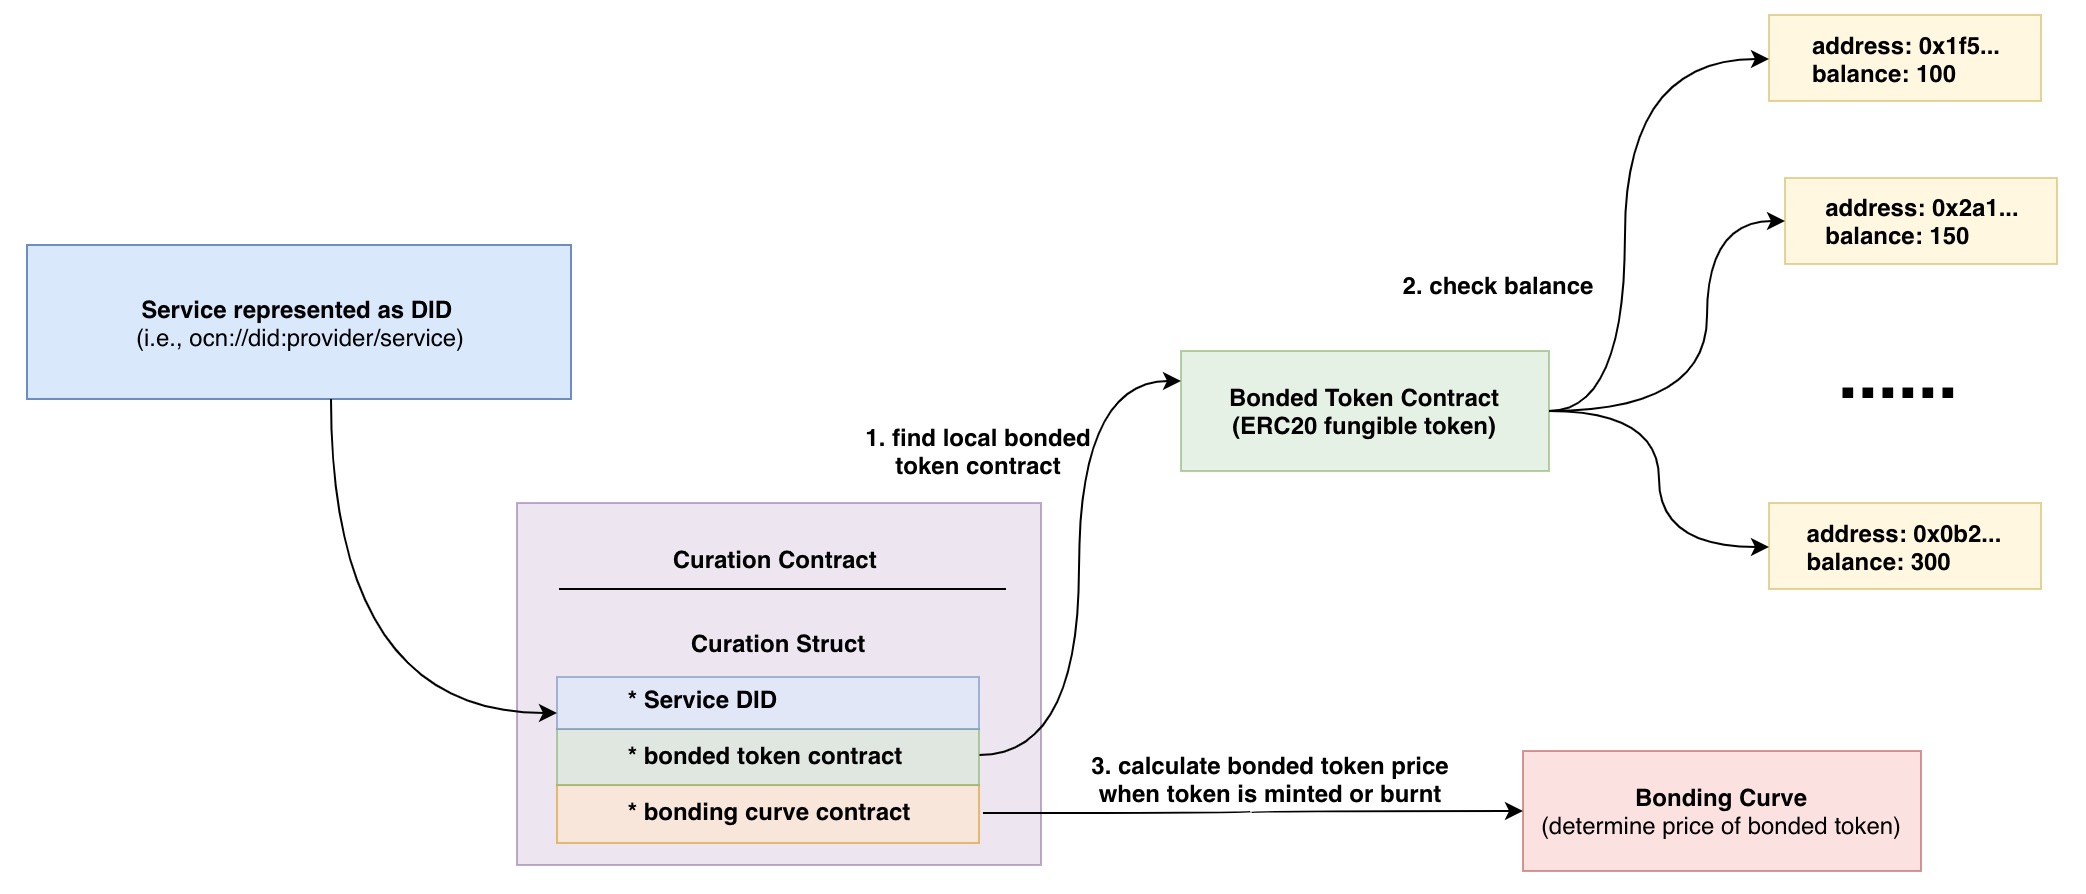 address: 0x1f5...
balance: 100
address: 0x2a1...
balance: 150
2. check balance
Service represented as DID
(i.e., ocn://did:provider/service)
Bonded Token Contract
(ERC20 fungible token)
......
1. find local bonded
token contract
address: 0x0b2...
balance: 300
Curation Contract
Curation Struct
* Service DID
* bonded token contract
* bonding curve contract
3. calculate bonded token price
when token is minted or burnt
Bonding Curve
(determine price of bonded token)